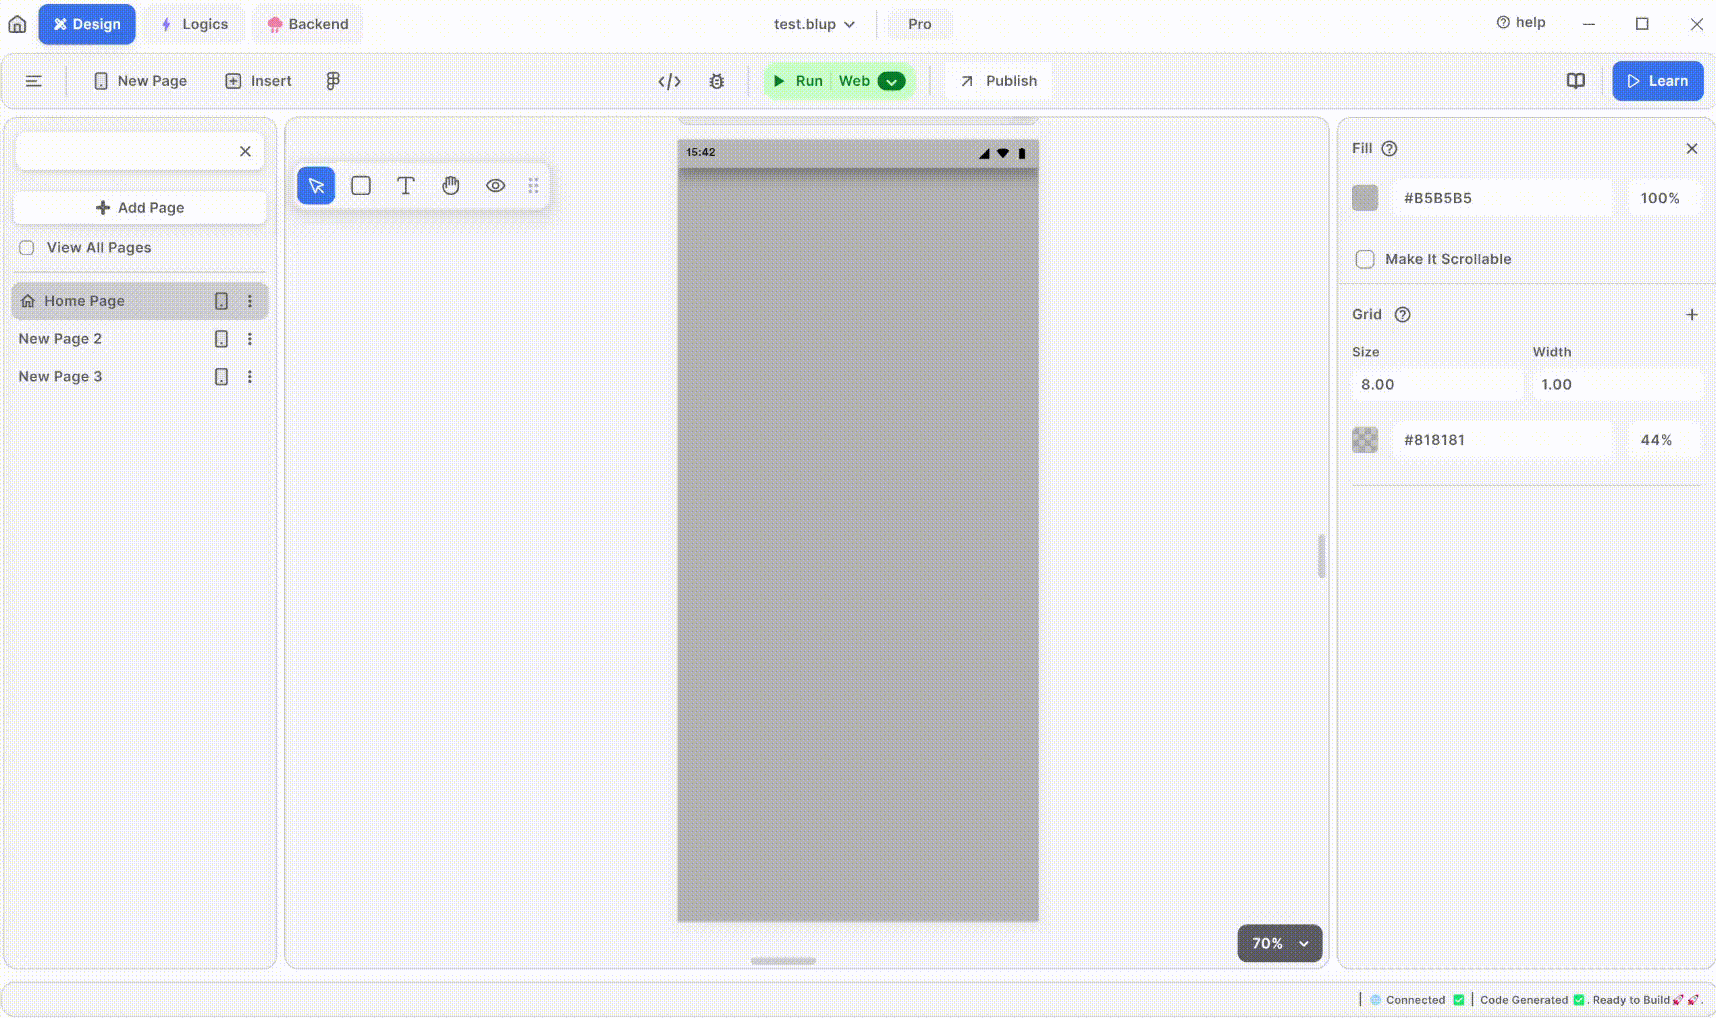 Design
Logics
Backend
test.blup
Pro
help
New Page
Insert
Run
Web
Publish
Learn
Add Page
View All Pages
Home Page
New Page 2
New Page 3
15:42
70%
Fill
#B5B5B5
100%
Make It Scrollable
Grid
Size
Width
8.00
1.00
#818181
44%
| Connected ✅ | Code Generated ✅. Ready to Build🚀🚀.